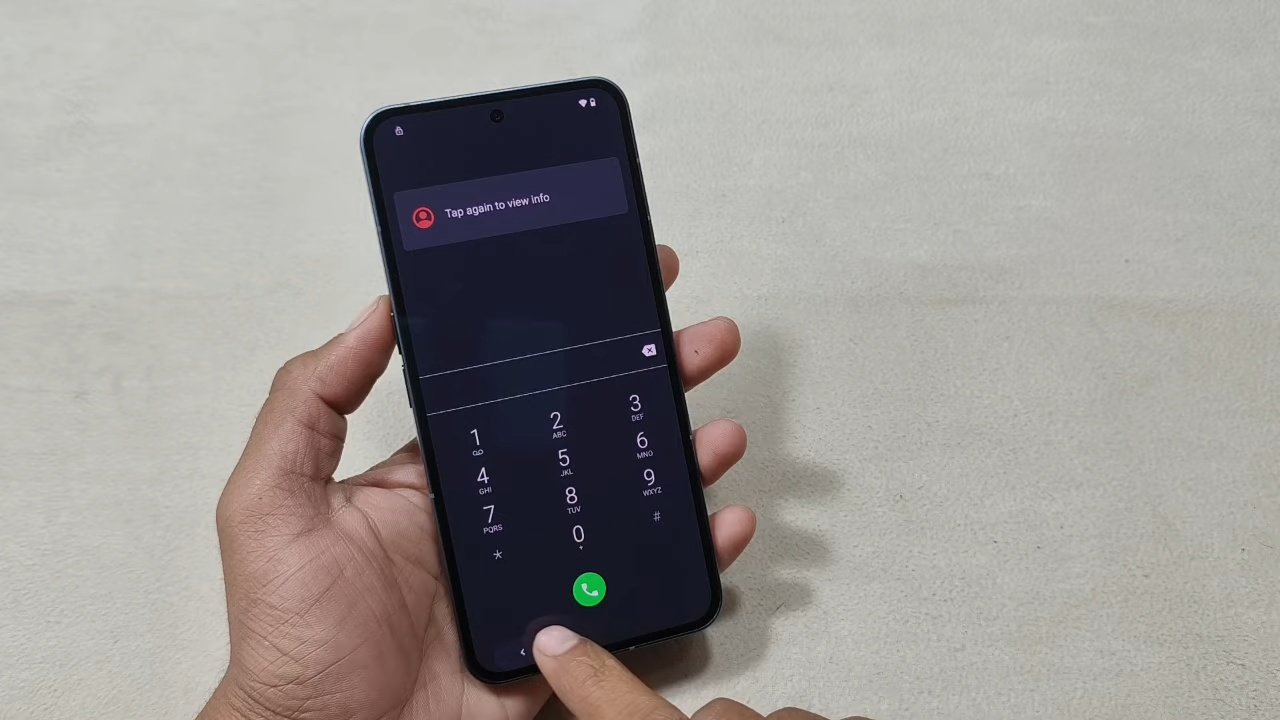 Tap again to view info
1 2 3
ABC DEF
4 5 6
GHI JKL MNO
7 8 9
PQRS TUV WXYZ
* 0 #
+